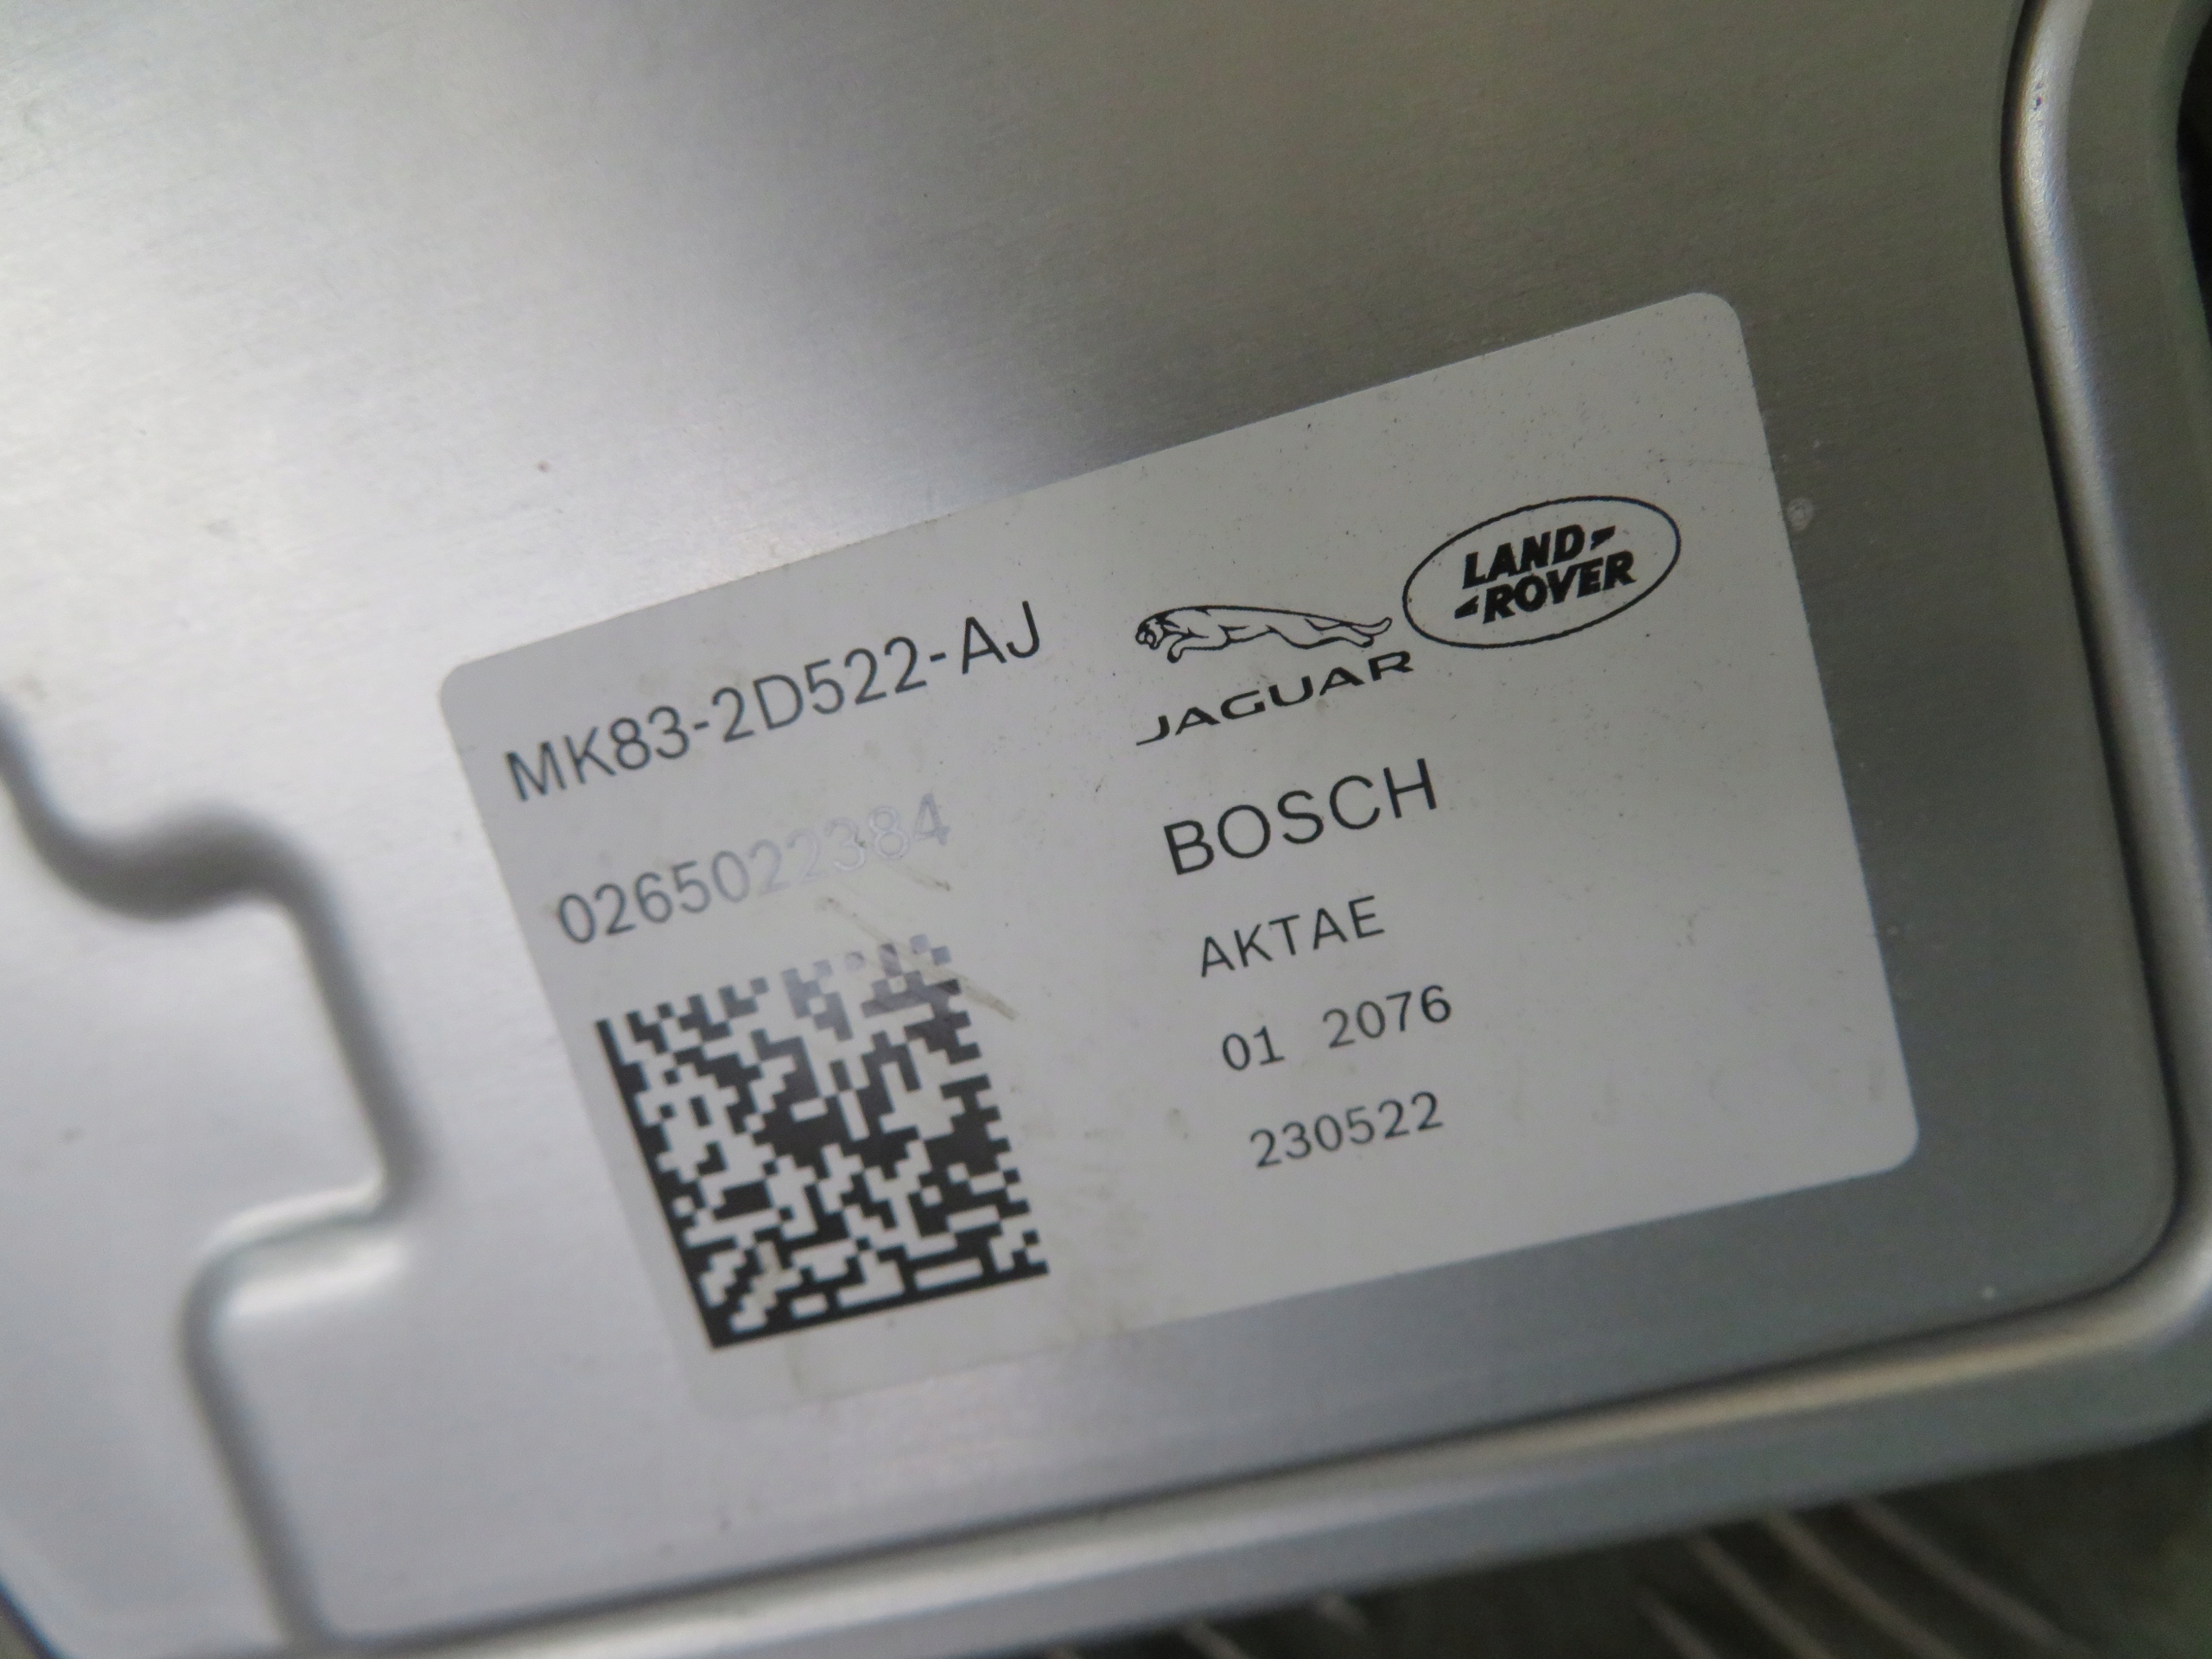 MK83-2D522-AJ
0265022384
JAGUAR
LAND-
-ROVER
BOSCH
AKTAE
01 2076
230522